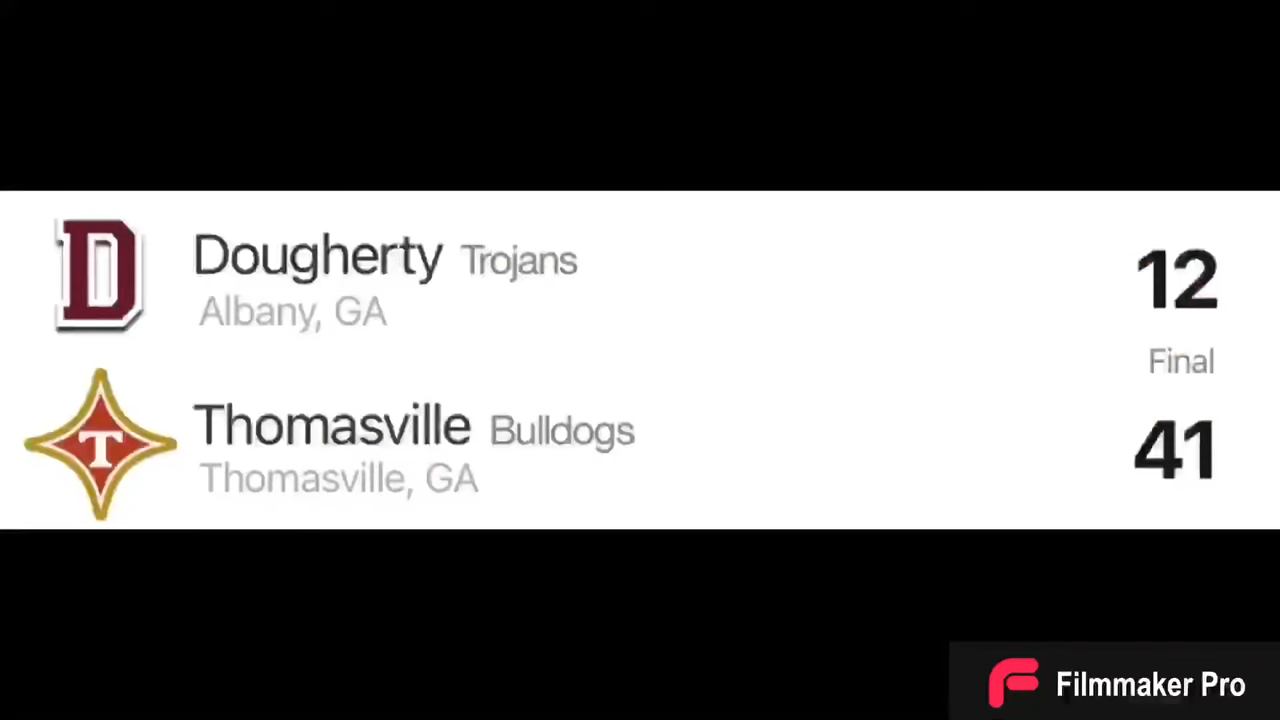 D
Dougherty Trojans
Albany, GA
12
Final
T
Thomasville Bulldogs
Thomasville, GA
41
Filmmaker Pro